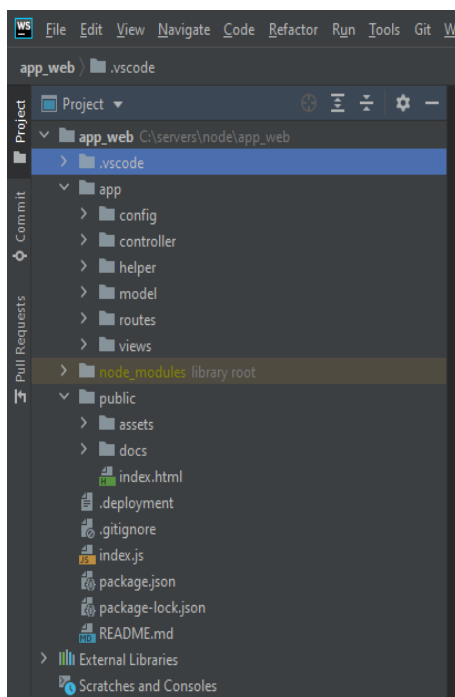 WS File Edit View Navigate Code Refactor Run Tools Git W
app_web .vscode
Project
Project
Commit
Pull Requests
app_web C:\servers\node\app_web
.vscode
app
config
controller
helper
model
routes
views
node_modules library root
public
assets
docs
index.html
.deployment
.gitignore
index.js
package.json
package-lock.json
README.md
External Libraries
Scratches and Consoles